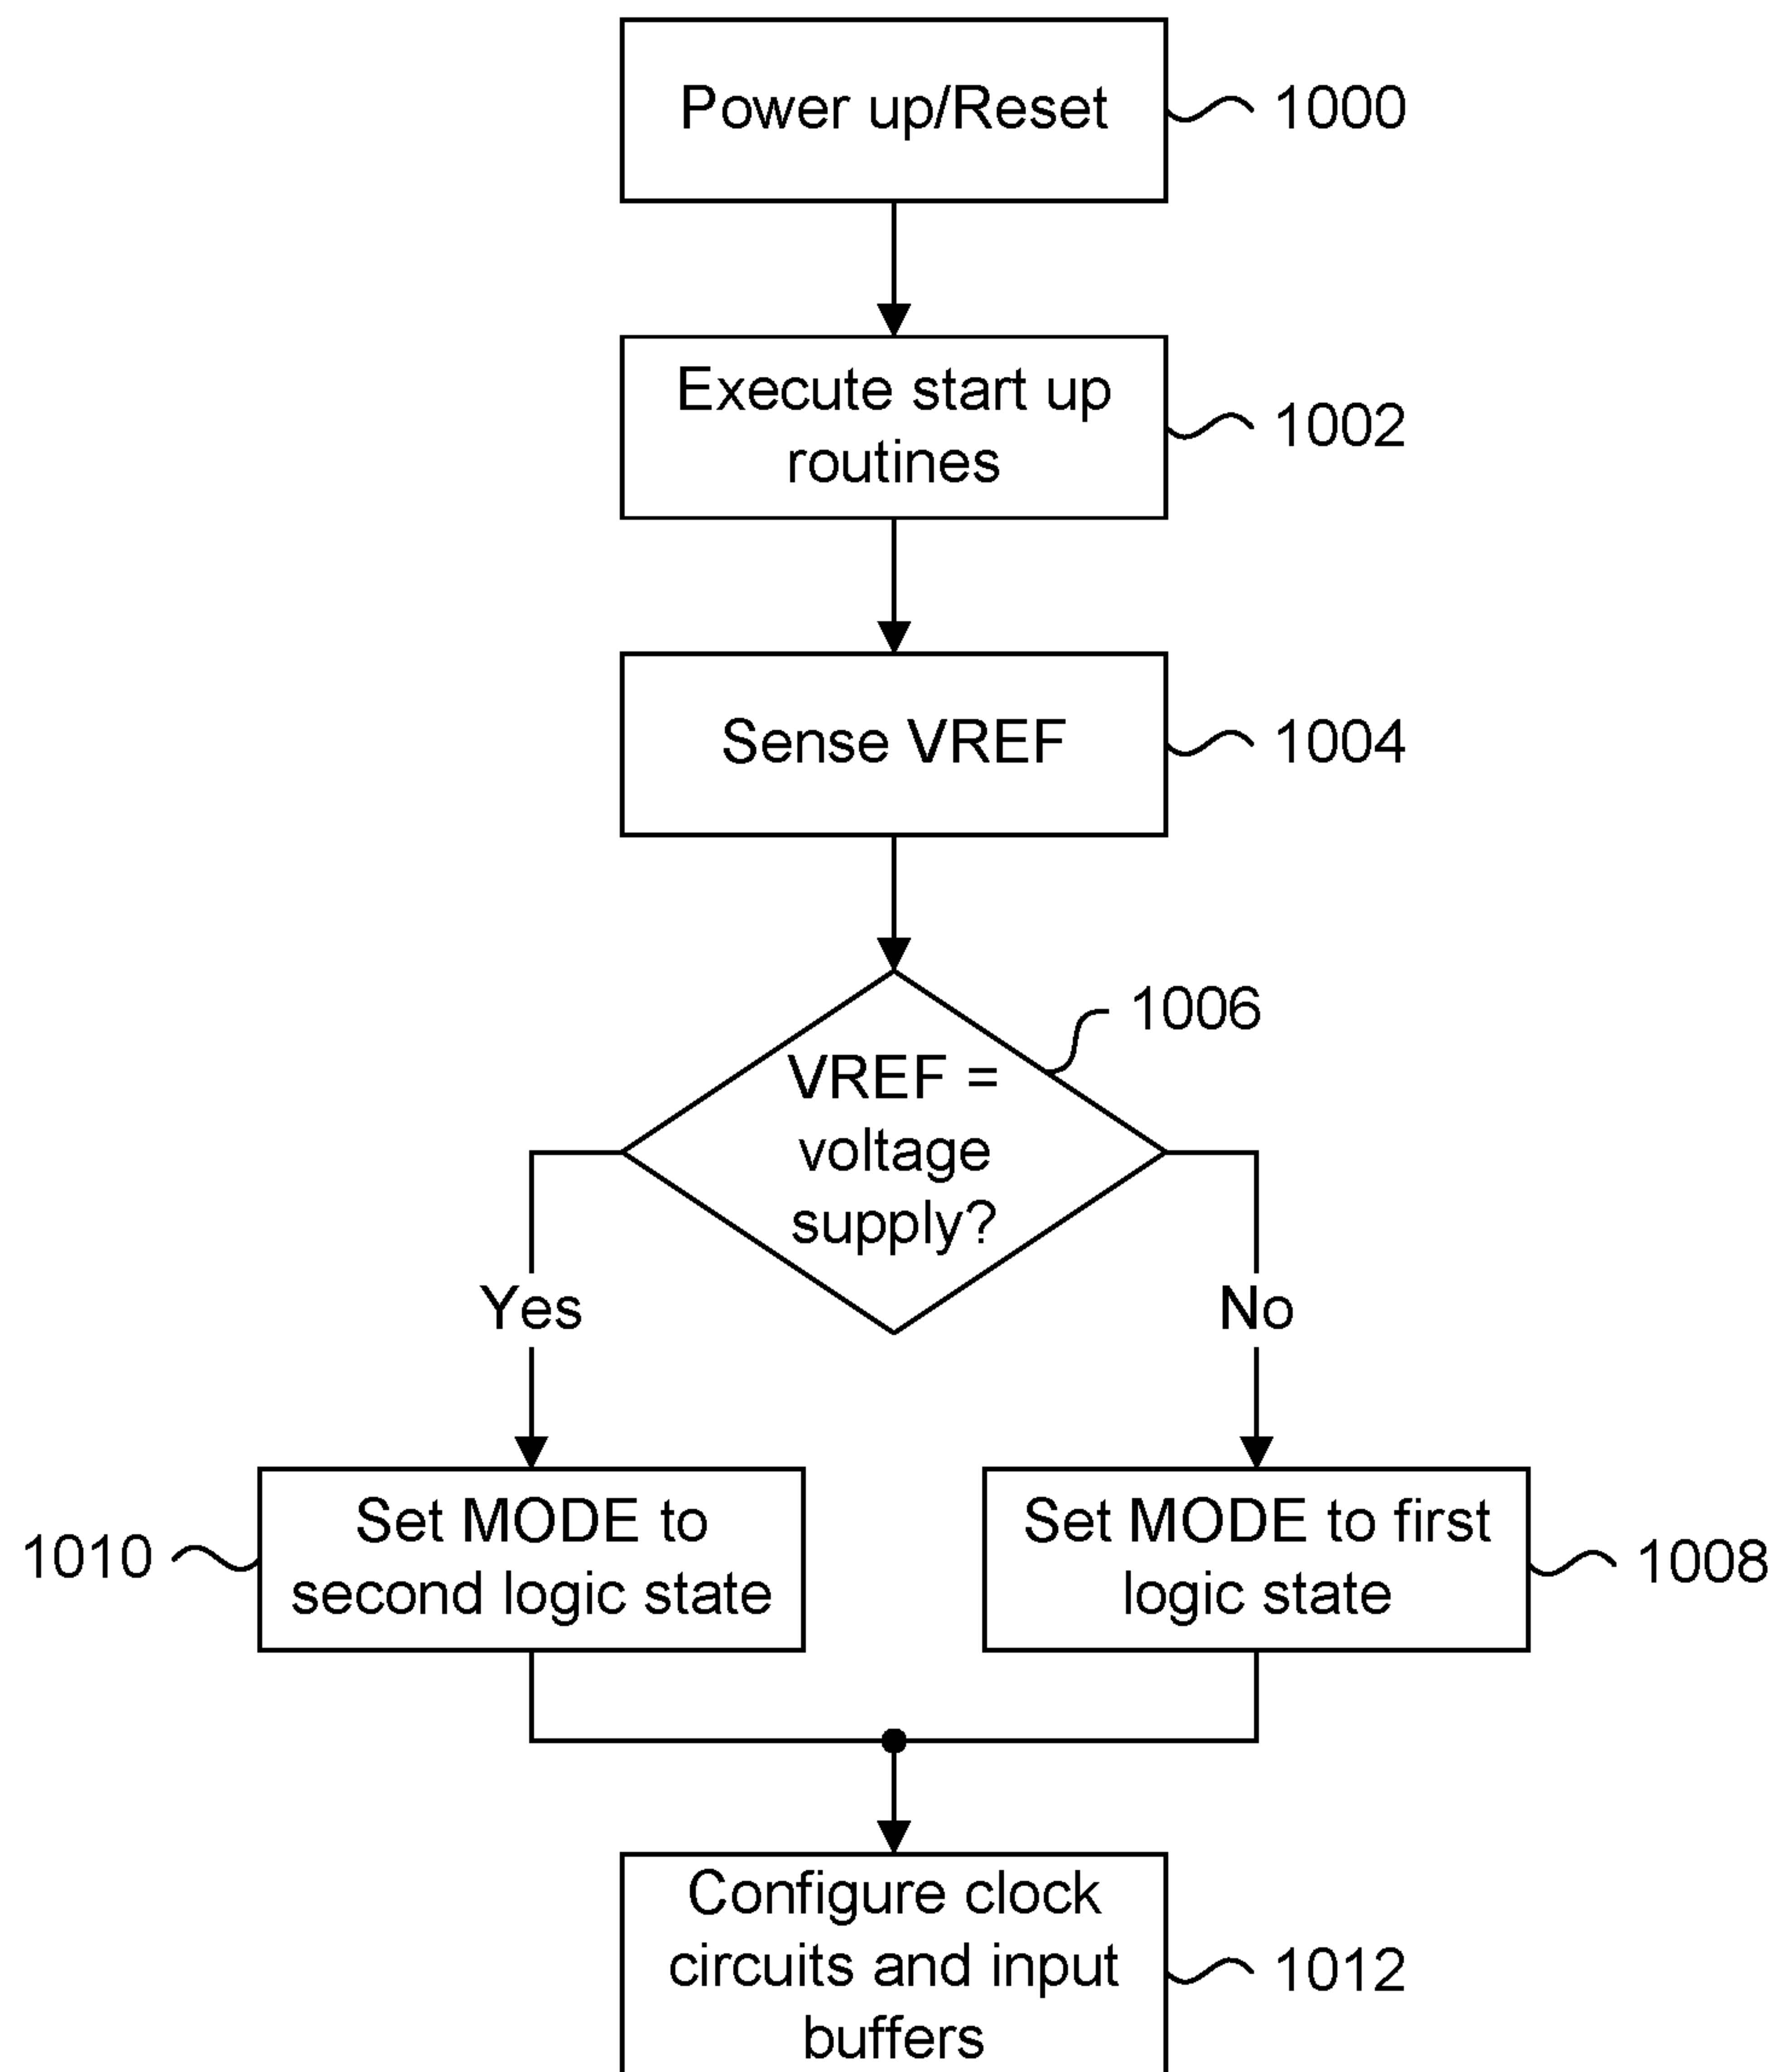 Power up/Reset
1000
Execute start up
routines
1002
Sense VREF
1004
1006
VREF =
voltage
supply?
Yes
No
1010
Set MODE to
second logic state
Set MODE to first
logic state
1008
Configure clock
circuits and input
buffers
1012